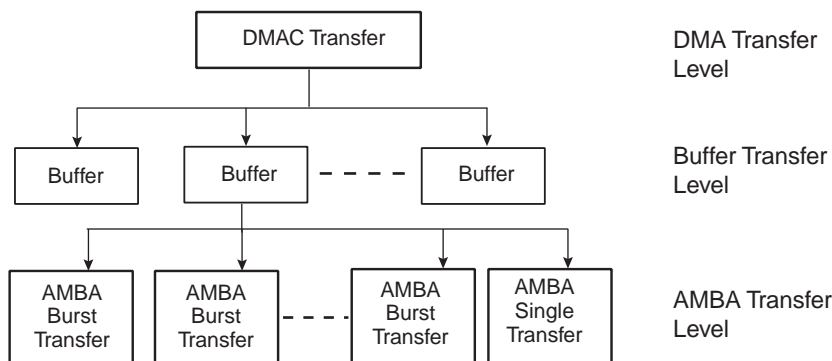 DMAC Transfer
DMA Transfer
Level
Buffer
Buffer
Buffer
Buffer Transfer
Level
AMBA
Burst
Transfer
AMBA
Burst
Transfer
AMBA
Burst
Transfer
AMBA
Single
Transfer
AMBA Transfer
Level